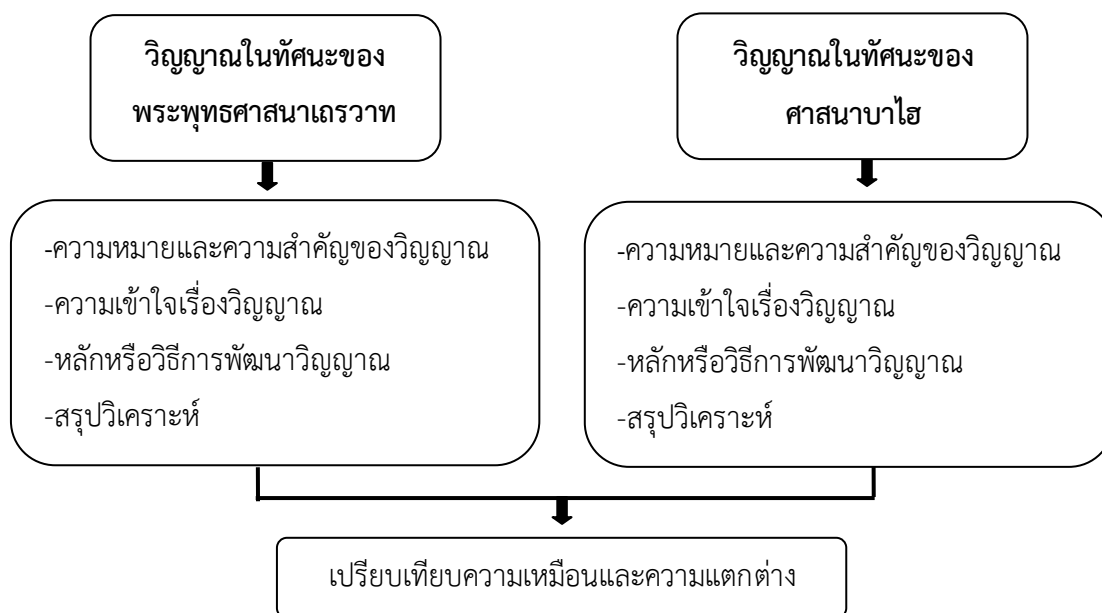 วิญญาณในทัศนะของ
พระพุทธศาสนาเถรวาท
วิญญาณในทัศนะของ
ศาสนาบาไฮ
-ความหมายและความสำคัญของวิญญาณ
-ความเข้าใจเรื่องวิญญาณ
-หลักหรือวิธีการพัฒนาวิญญาณ
-สรุปวิเคราะห์
-ความหมายและความสำคัญของวิญญาณ
-ความเข้าใจเรื่องวิญญาณ
-หลักหรือวิธีการพัฒนาวิญญาณ
-สรุปวิเคราะห์
เปรียบเทียบความเหมือนและความแตกต่าง